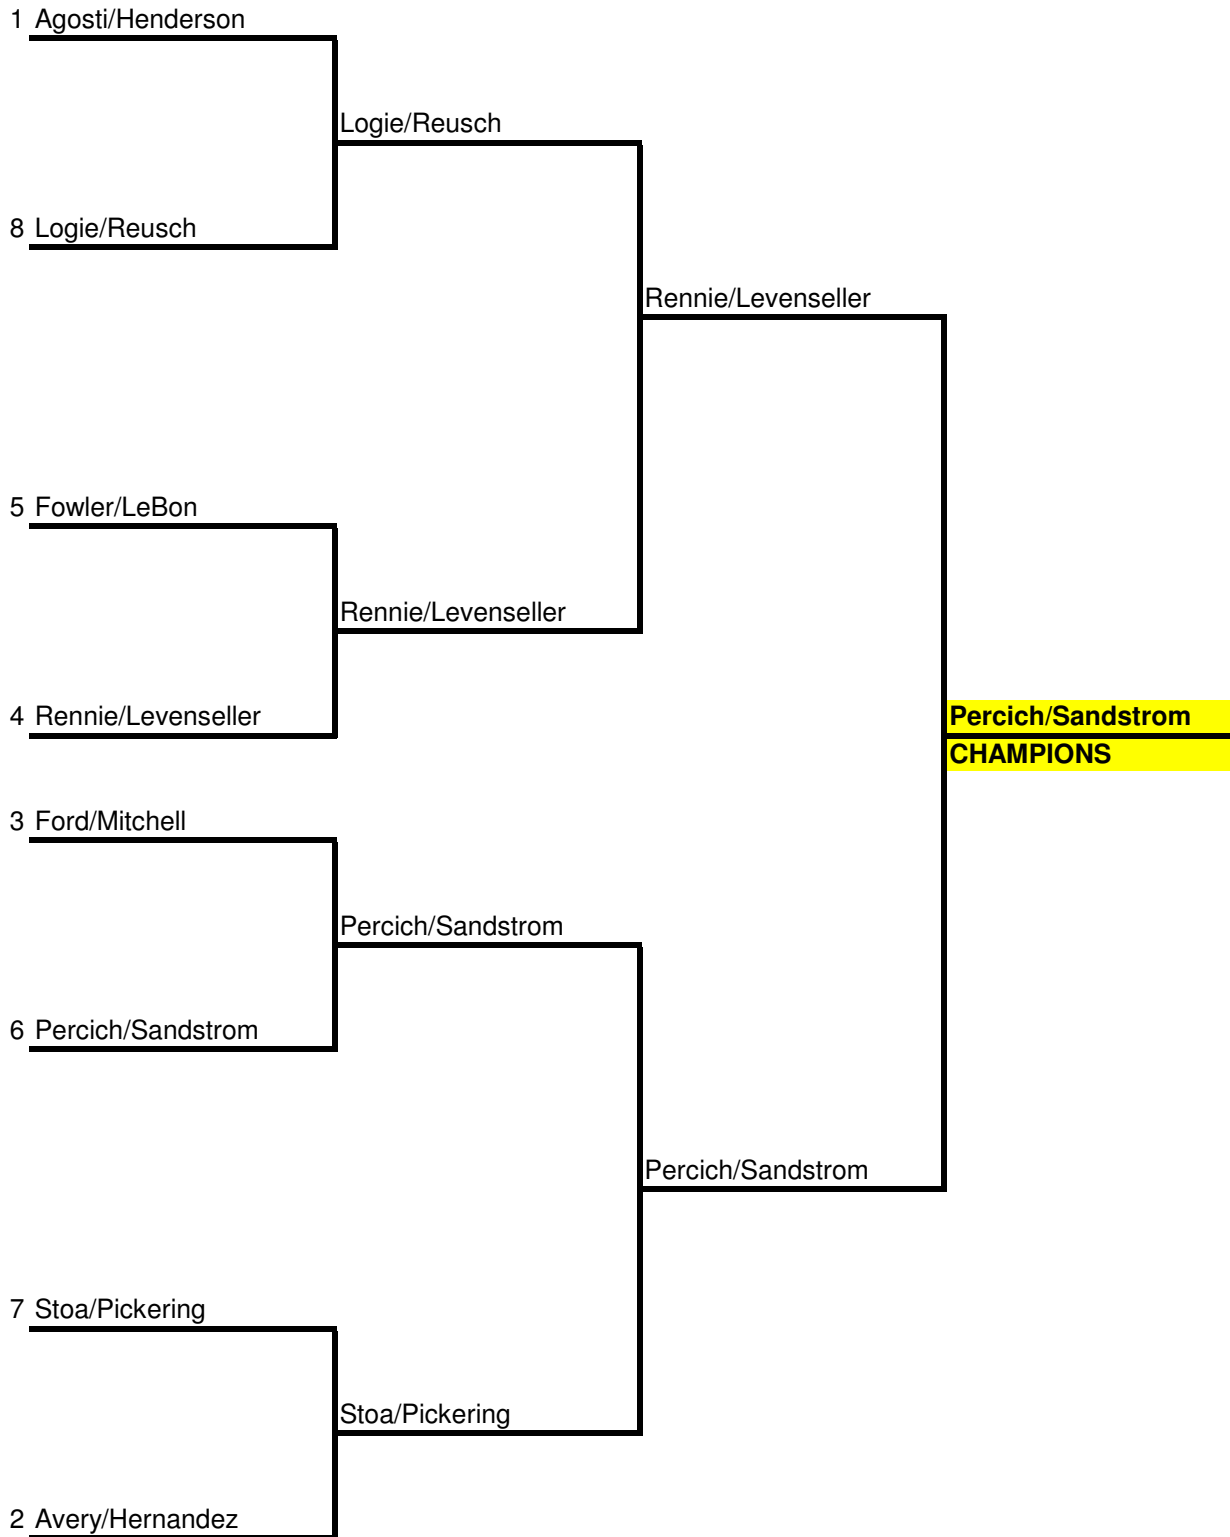 1 Agosti/Henderson
Logie/Reusch
8 Logie/Reusch
Rennie/Levenseller
5 Fowler/LeBon
Rennie/Levenseller
4 Rennie/Levenseller
Percich/Sandstrom
CHAMPIONS
3 Ford/Mitchell
Percich/Sandstrom
6 Percich/Sandstrom
Percich/Sandstrom
7 Stoa/Pickering
Stoa/Pickering
2 Avery/Hernandez